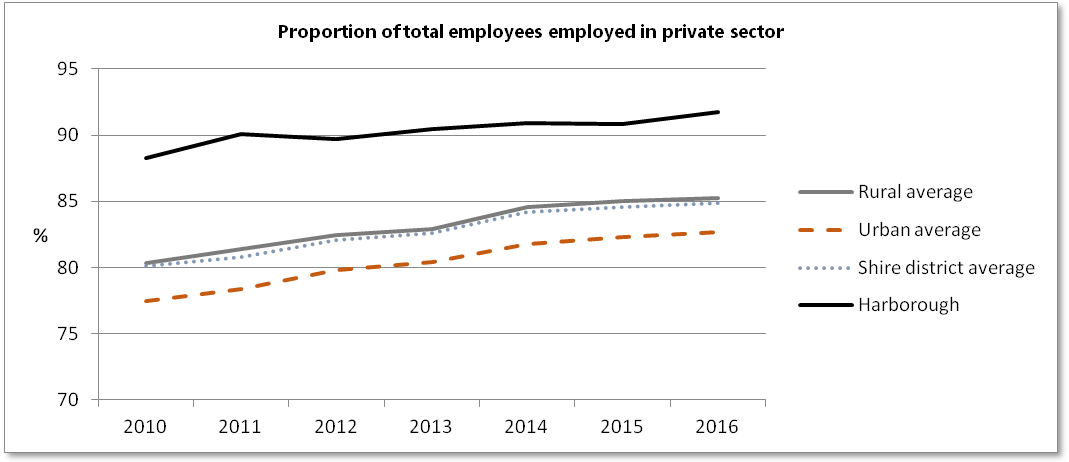 Proportion of total employees employed in private sector
95
90
85
80
75
70
%
2010 2011 2012 2013 2014 2015 2016
Rural average
Urban average
Shire district average
Harborough